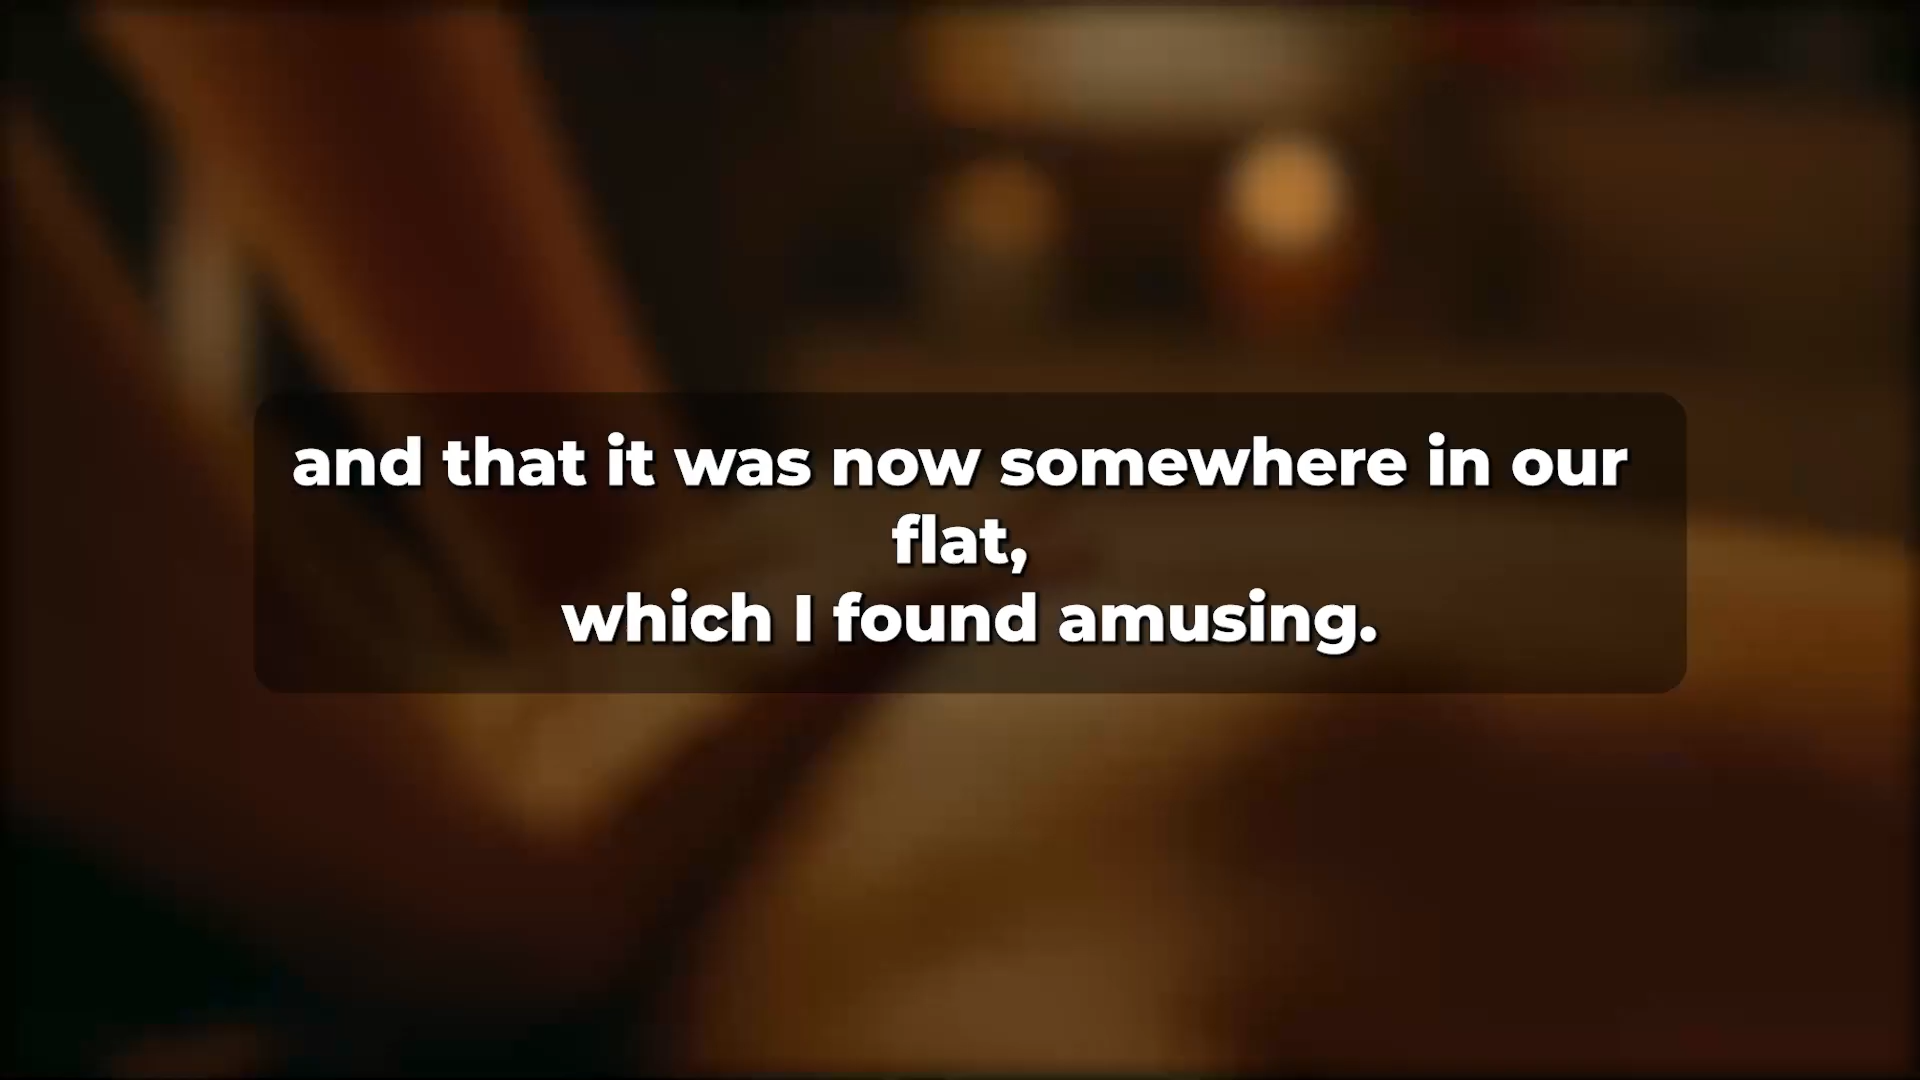 and that it was now somewhere in our
flat,
which I found amusing.